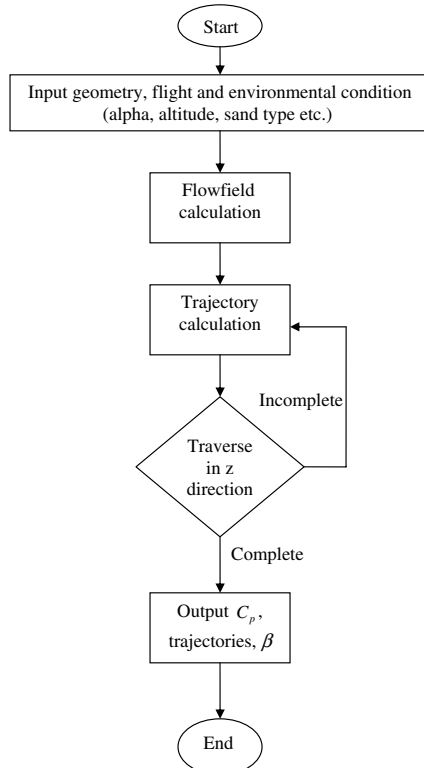 Start
Input geometry, flight and environmental condition
(alpha, altitude, sand type etc.)
Flowfield
calculation
Trajectory
calculation
Incomplete
Traverse
in z
direction
Complete
Output C_p,
trajectories, β
End